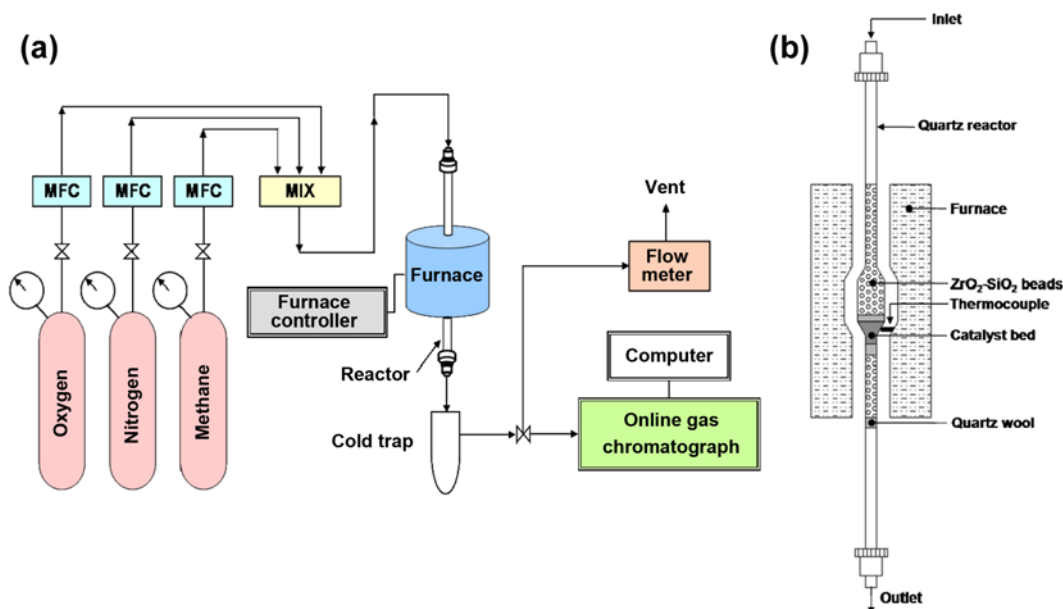 (a)
MFC
MFC
MFC
MIX
Oxygen
Nitrogen
Methane
Furnace
Furnace
controller
Reactor
Cold trap
Vent
Flow
meter
Computer
Online gas
chromatograph
(b)
Inlet
Quartz reactor
Furnace
ZrO₂-SiO₂ beads
Thermocouple
Catalyst bed
Quartz wool
Outlet